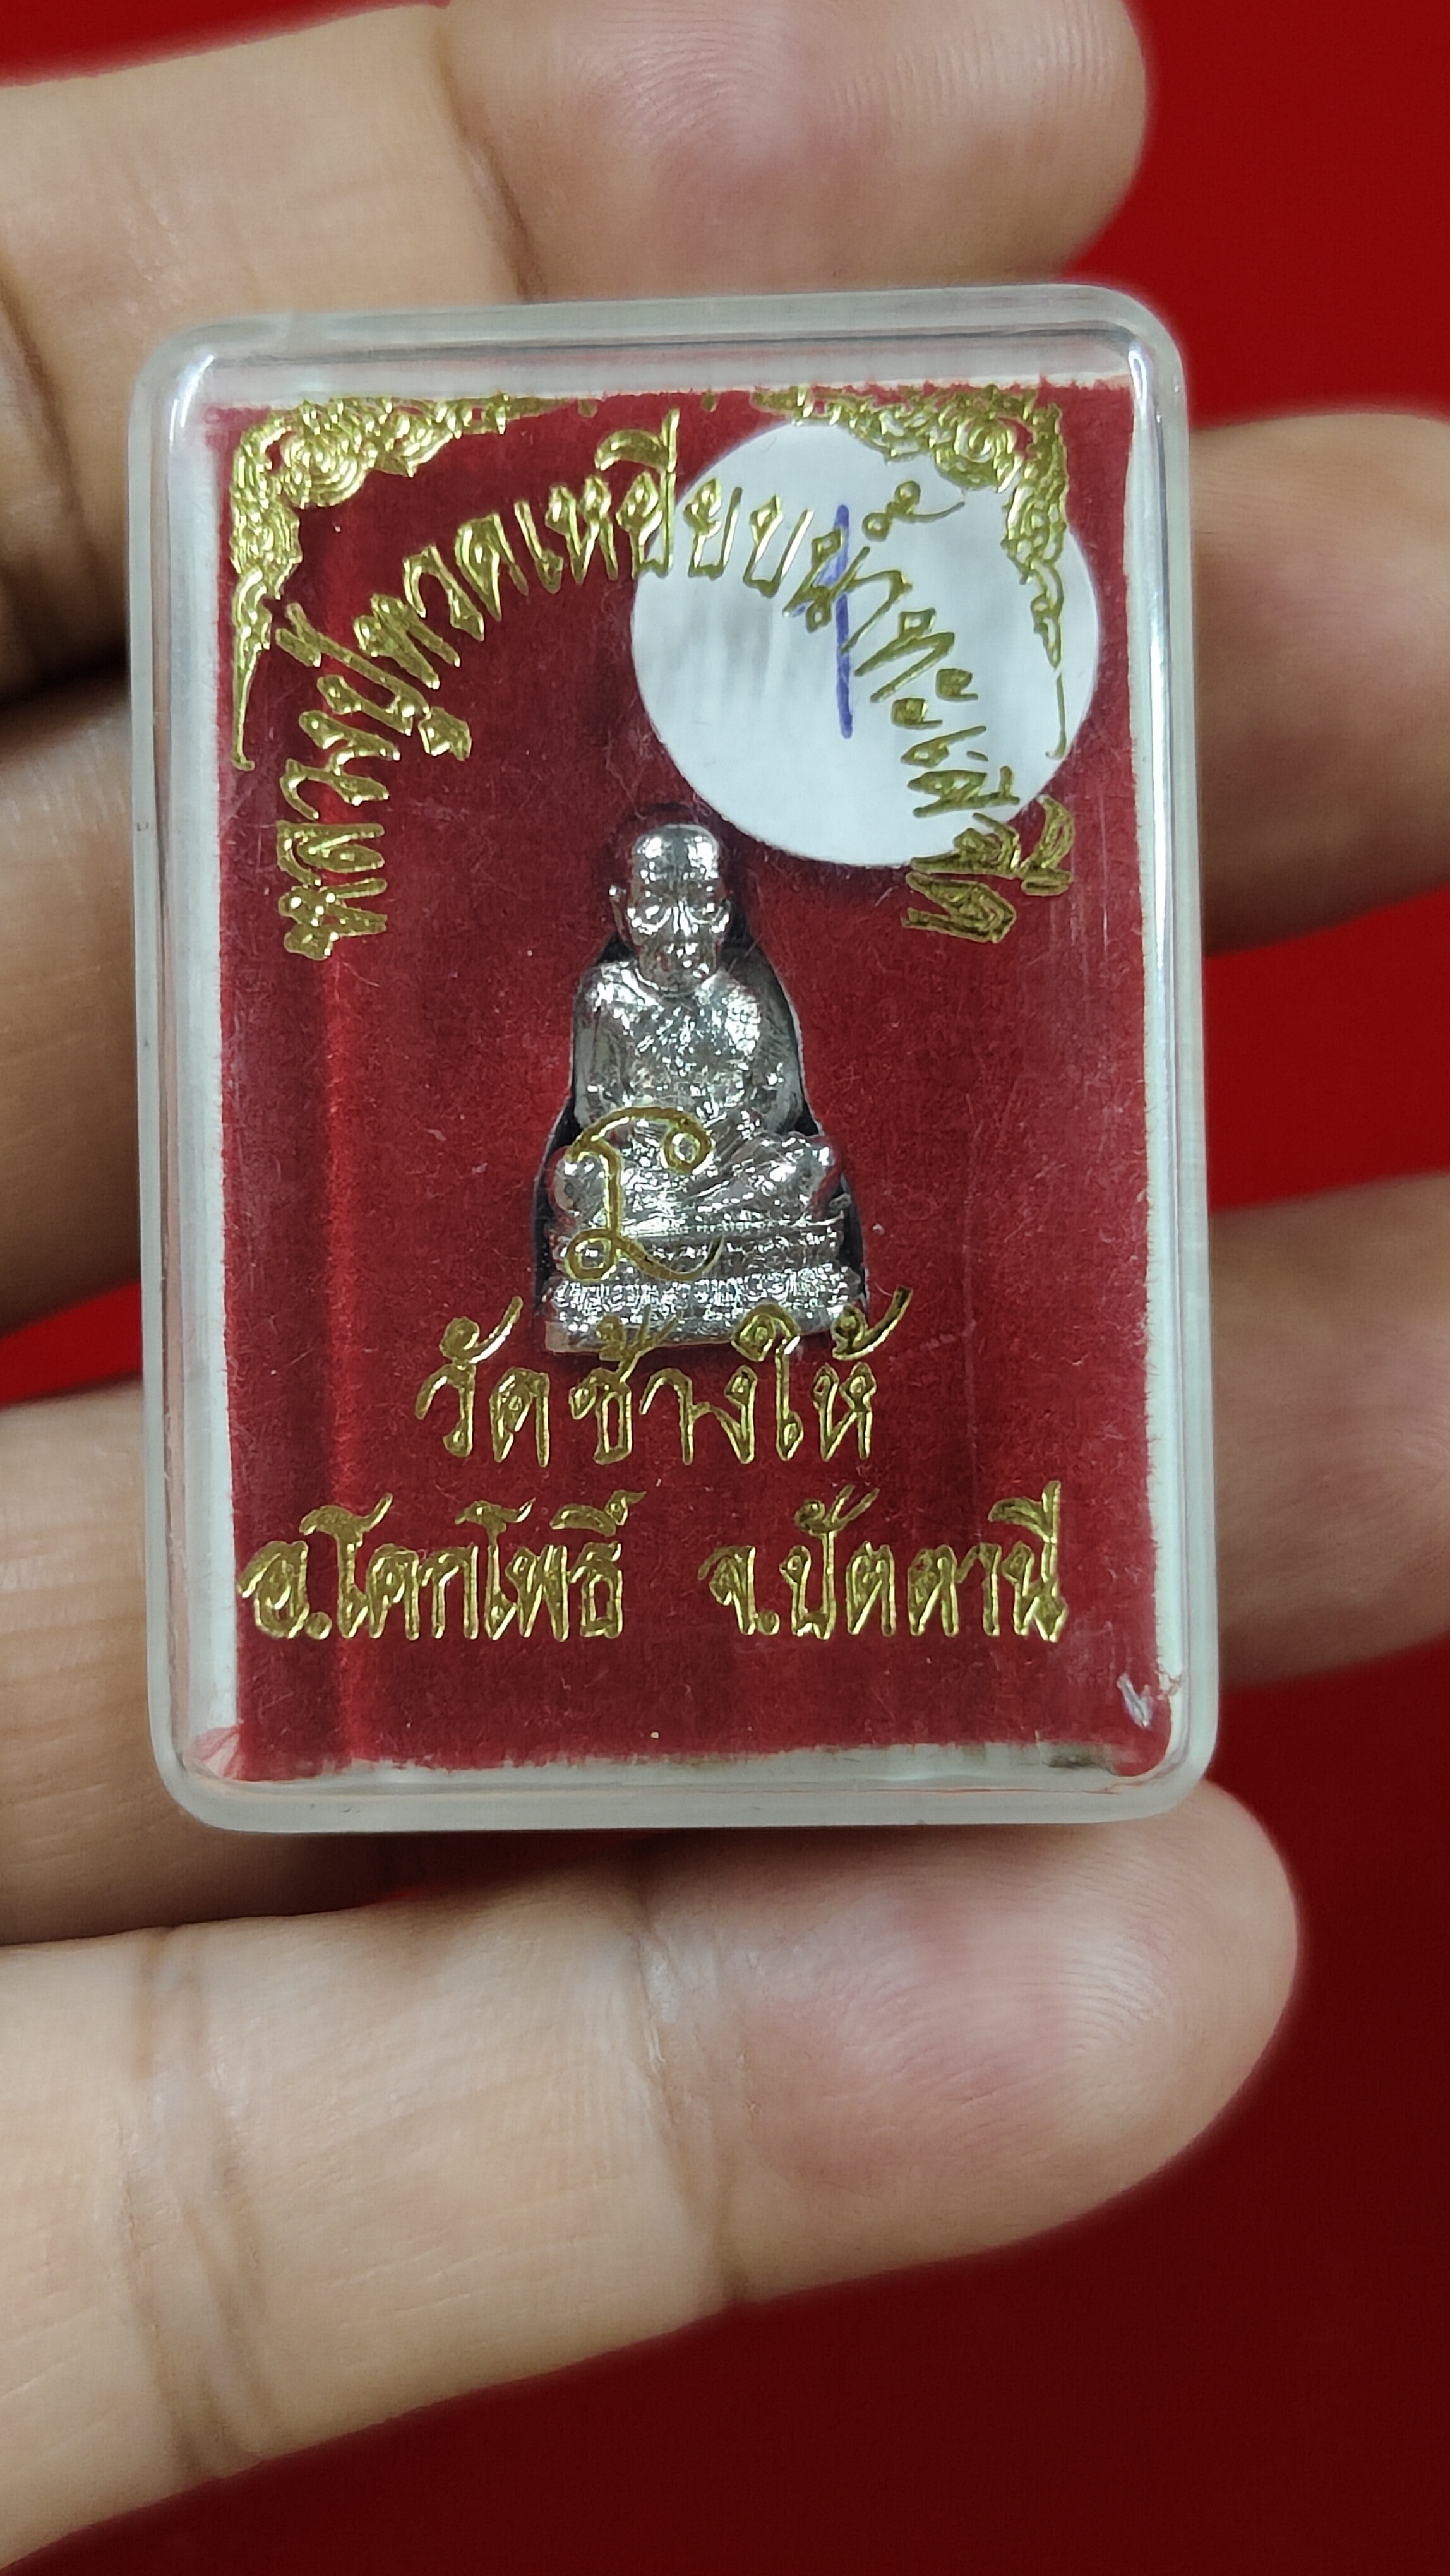 หลวงปู่ทวดเหยียบน้ำทะเลจืด
วัดช้างให้
อ.โคกโพธิ์ จ.ปัตตานี